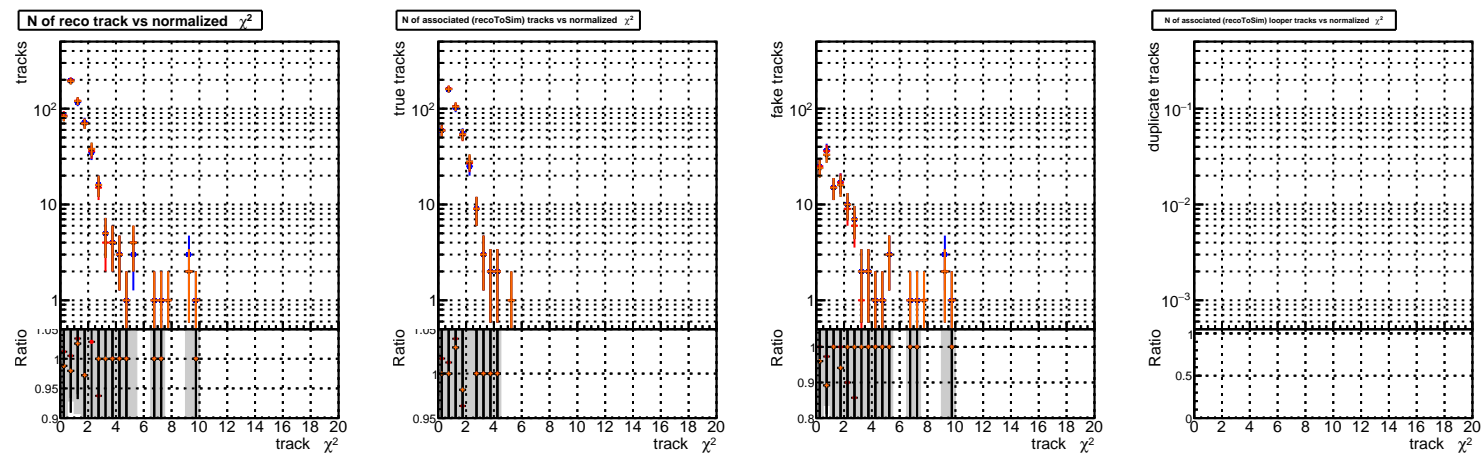 N of reco track vs normalized χ²
tracks
10²
10
1
Ratio
1.05
1
0.95
0.9
0 2 4 6 8 10 12 14 16 18 20
track χ²
N of associated (recoToSim) tracks vs normalized χ²
true tracks
10²
10
1
Ratio
1.05
1
0.95
0 2 4 6 8 10 12 14 16 18 20
track χ²
fake tracks
10²
10
1
Ratio
1
0.9
0.8
0 2 4 6 8 10 12 14 16 18 20
track χ²
N of associated (recoToSim) looper tracks vs normalized χ²
duplicate tracks
10⁻¹
10⁻²
10⁻³
Ratio
1
0.5
0
0 2 4 6 8 10 12 14 16 18 20
track χ²